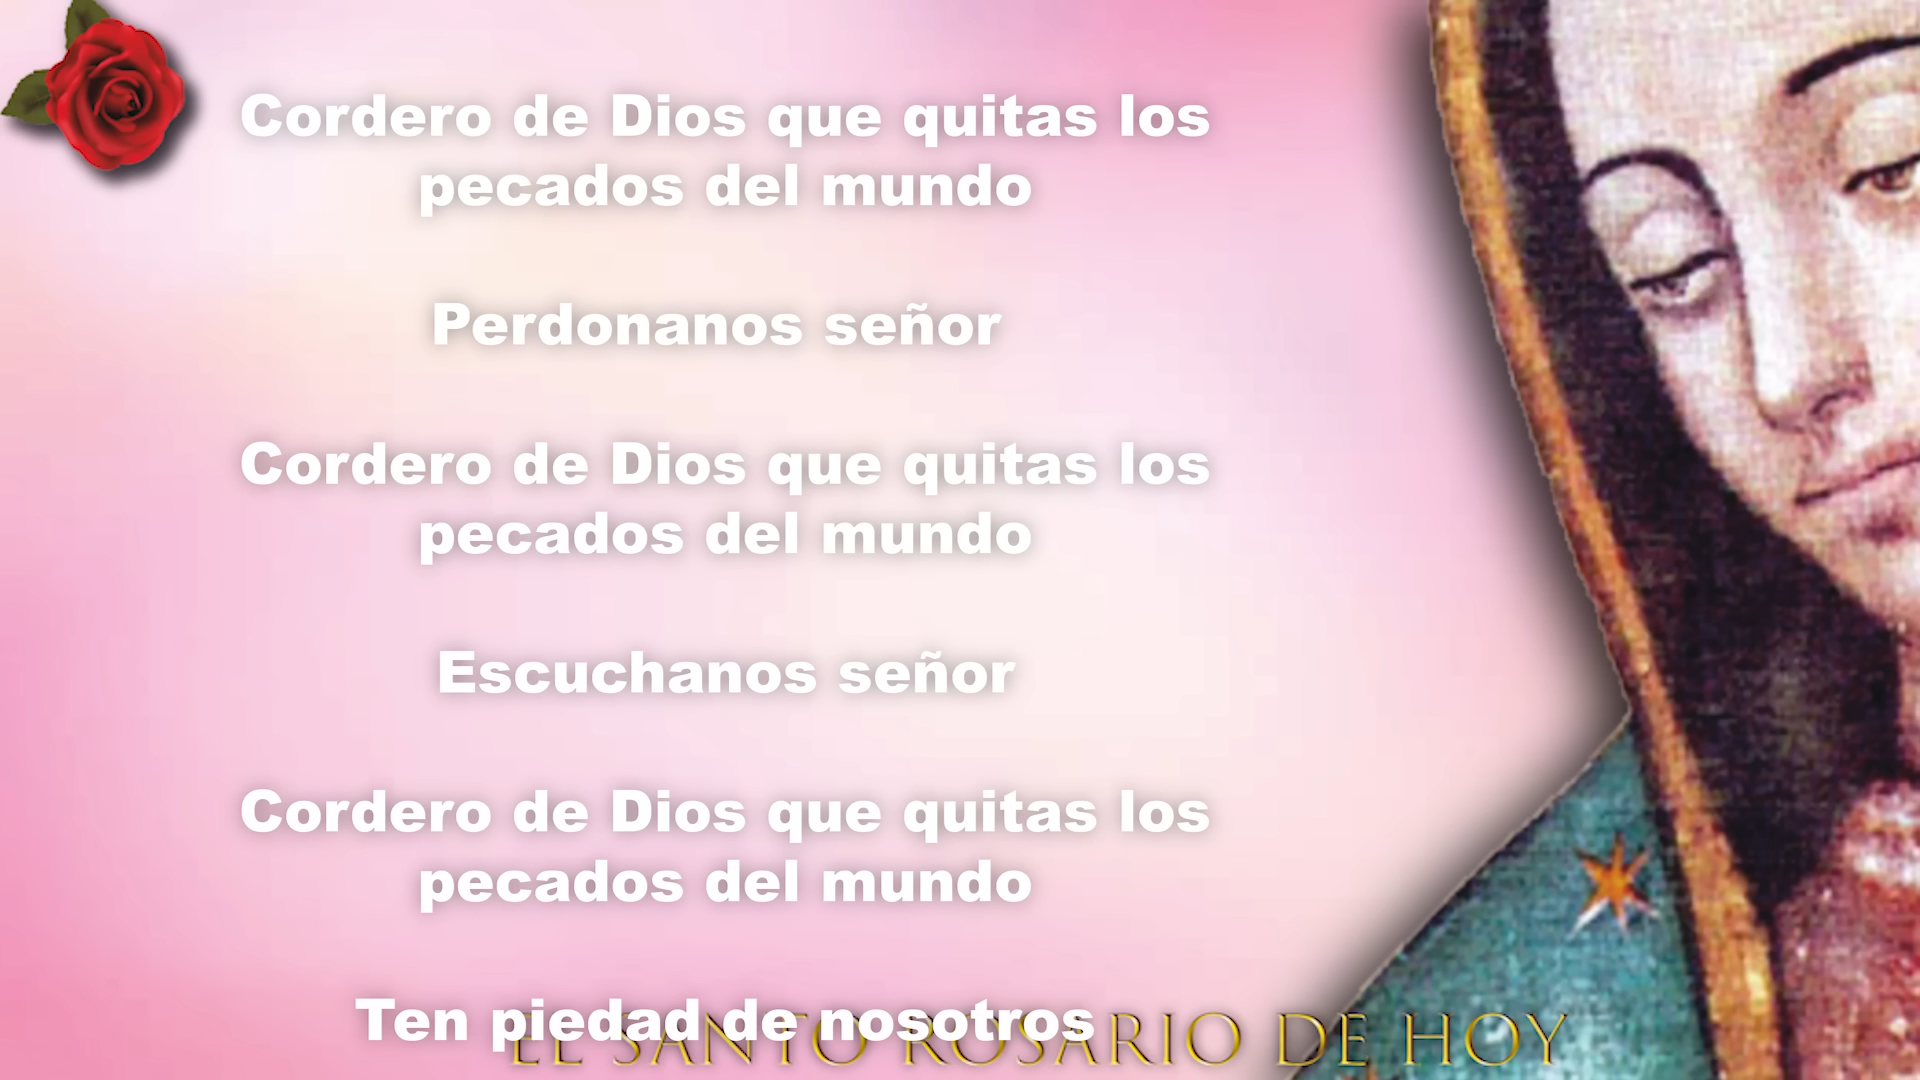 Cordero de Dios que quitas los
pecados del mundo
Perdonanos señor
Cordero de Dios que quitas los
pecados del mundo
Escuchanos señor
Cordero de Dios que quitas los
pecados del mundo
Ten piedad de nosotros
EL SANTO ROSARIO DE HOY